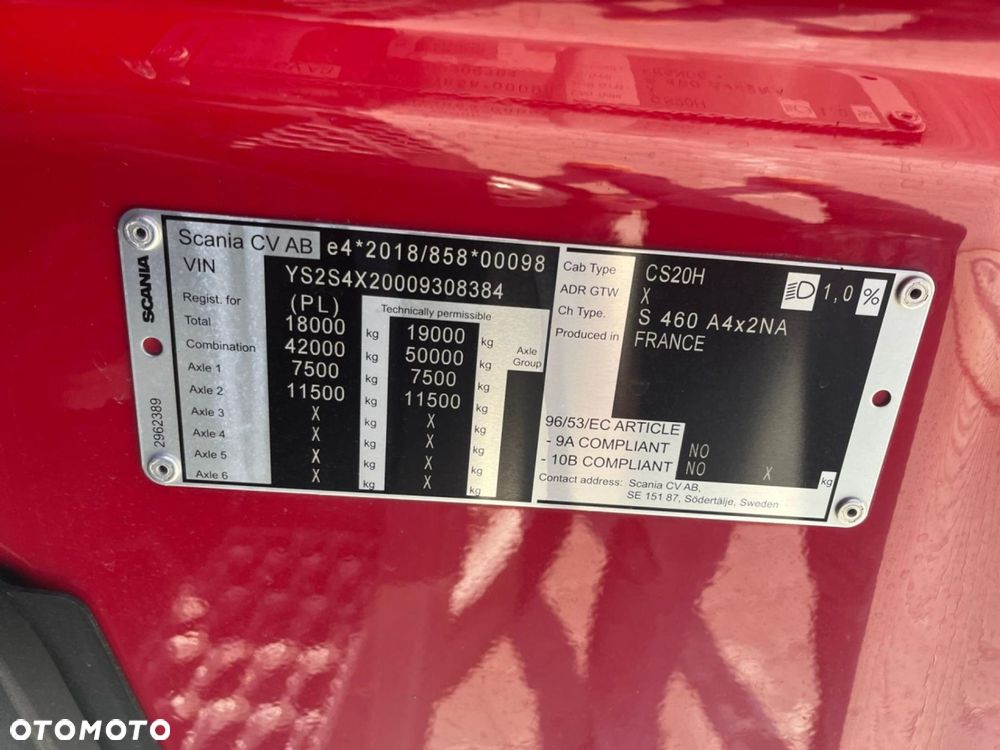 Scania CV AB e4*2018/858*00098
VIN YS2S4X20009308384
Regist. for (PL) Technically permissible
Total 18000 kg 19000 kg
Combination 42000 kg 50000 kg Axle Group
Axle 1 7500 kg 7500 kg
Axle 2 11500 kg 11500 kg
Axle 3 X kg X kg
Axle 4 X kg X kg
Axle 5 X kg X kg
Axle 6 X kg X kg
SCANIA
2962389
Cab Type CS20H
ADR GTW X 1,0 %
Ch Type. S 460 A4x2NA
Produced in FRANCE
96/53/EC ARTICLE
- 9A COMPLIANT NO
- 10B COMPLIANT NO X kg
Contact address: Scania CV AB,
SE 151 87, Södertälje, Sweden
OTOMOTO